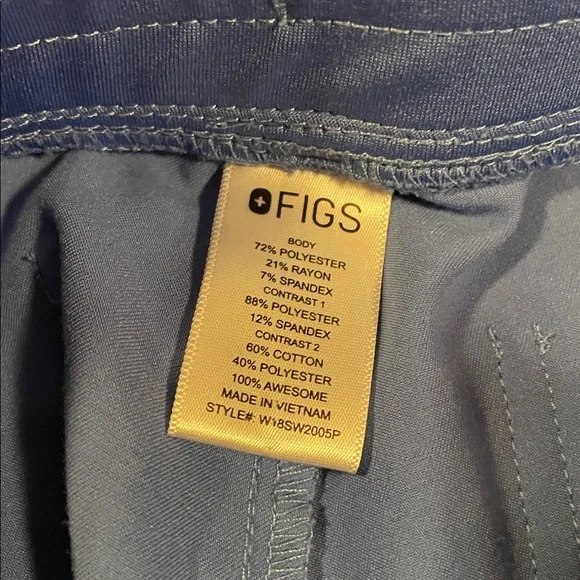 FIGS
BODY
72% POLYESTER
21% RAYON
7% SPANDEX
CONTRAST 1
88% POLYESTER
12% SPANDEX
CONTRAST 2
60% COTTON
40% POLYESTER
100% AWESOME
MADE IN VIETNAM
STYLE#: W18SW2005P